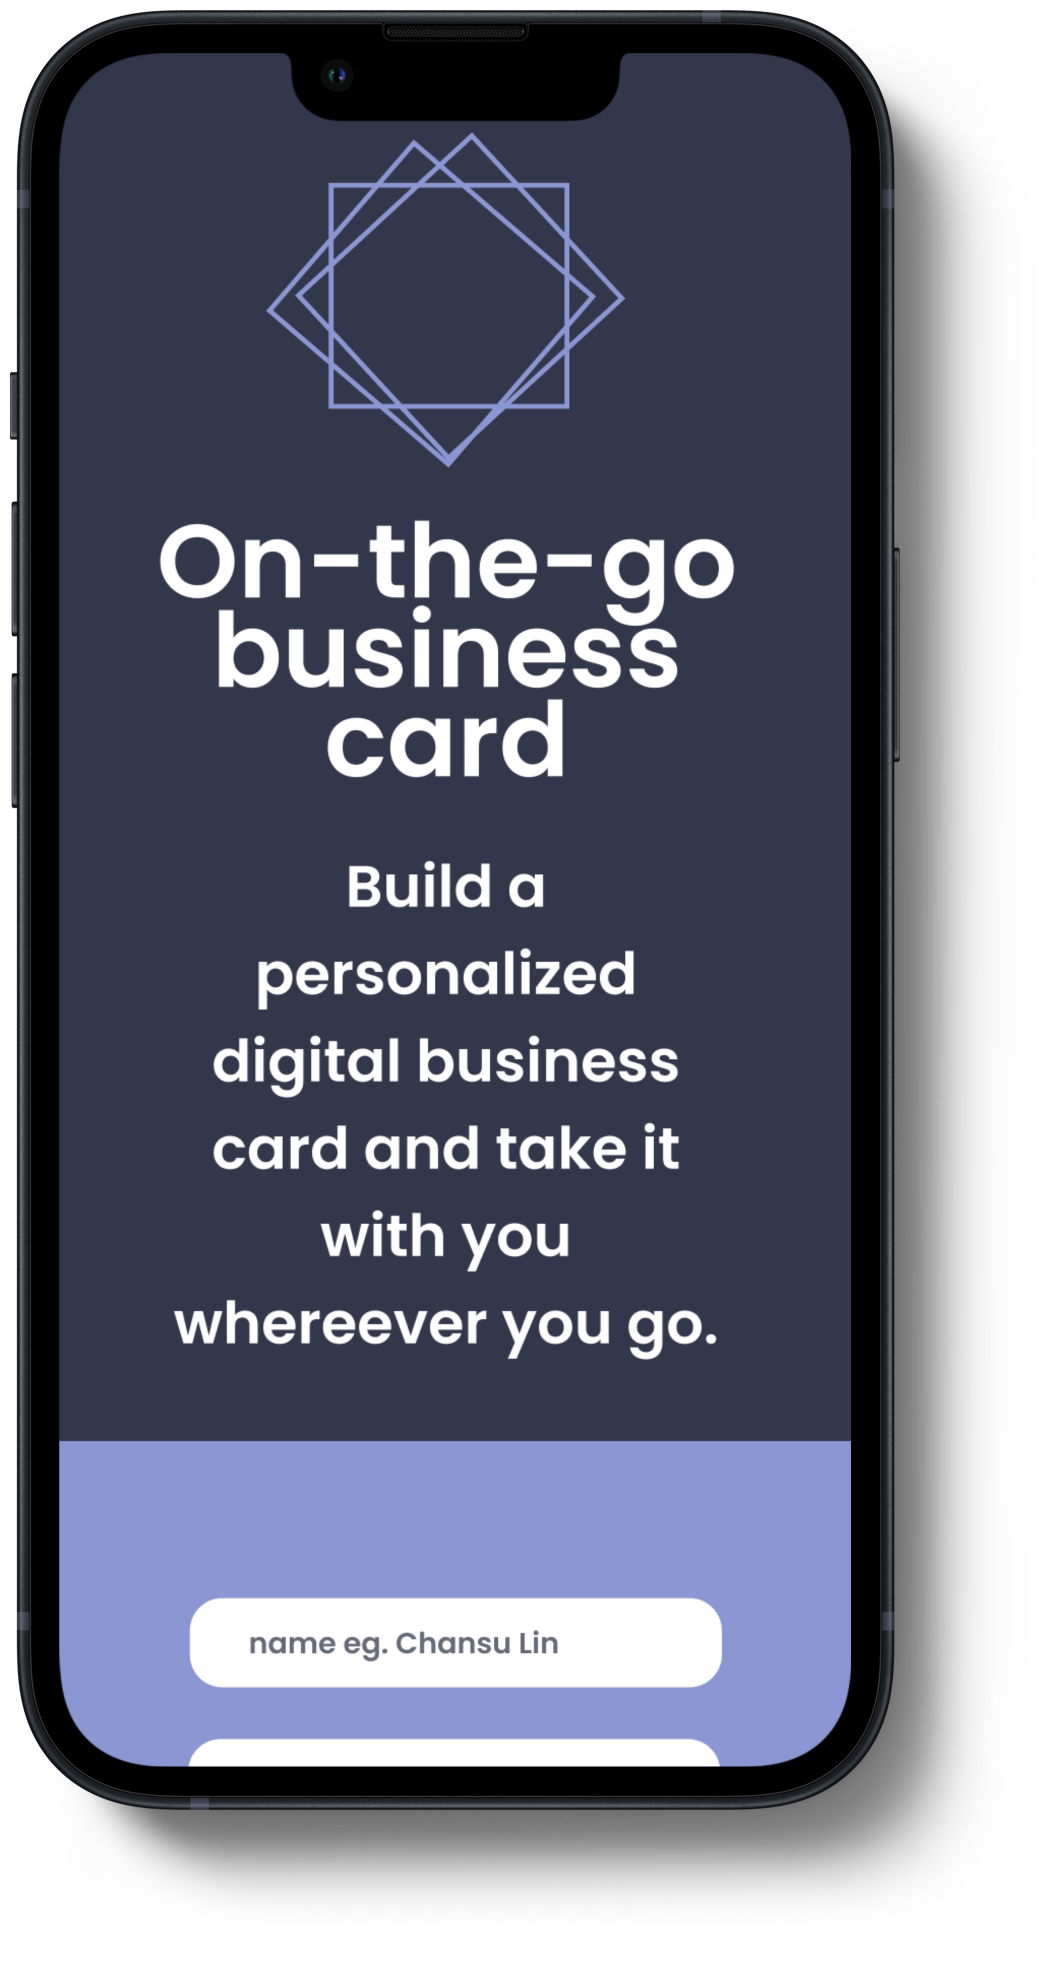 On-the-go
business
card
Build a
personalized
digital business
card and take it
with you
whereever you go.
name eg. Chansu Lin